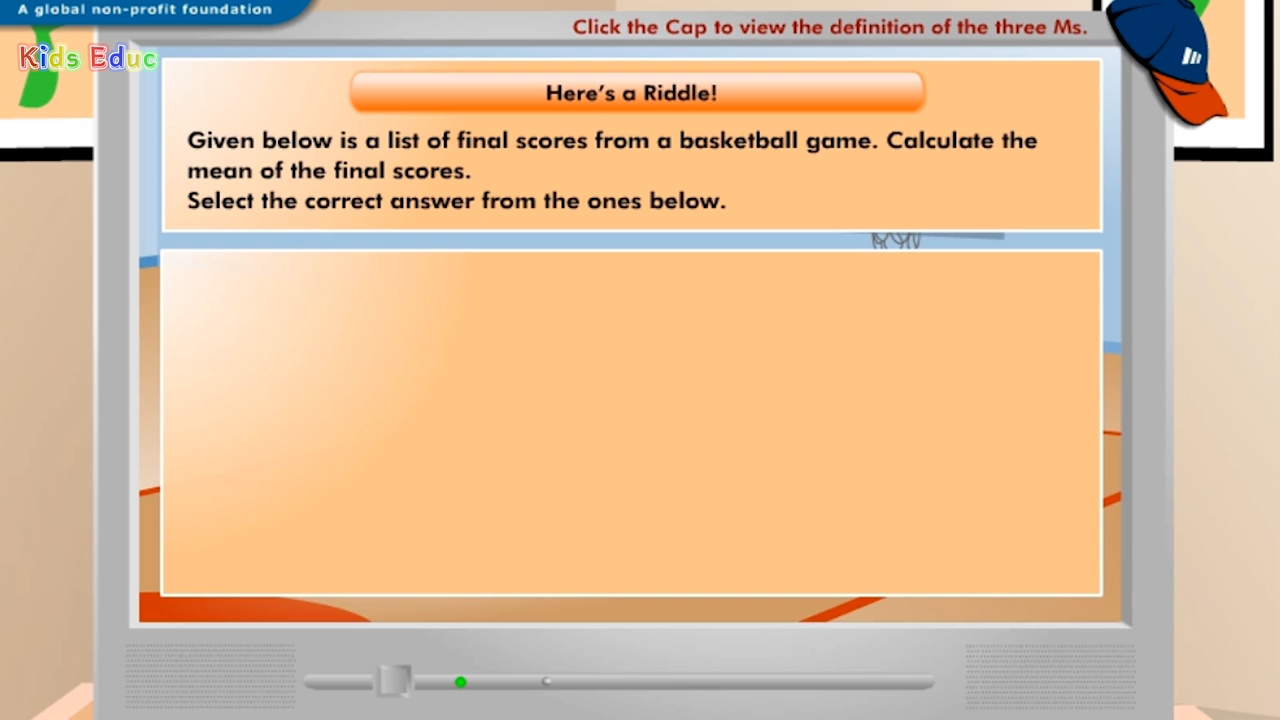 A global non-profit foundation
Click the Cap to view the definition of the three Ms.
Kids Educ
Here's a Riddle!
Given below is a list of final scores from a basketball game. Calculate the
mean of the final scores.
Select the correct answer from the ones below.